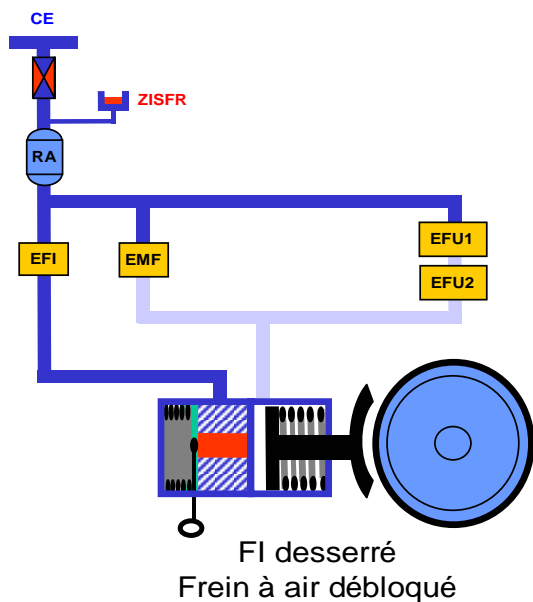 CE
ZISFR
RA
EFU1
EFI
EMF
EFU2
FI desserré
Frein à air débloqué